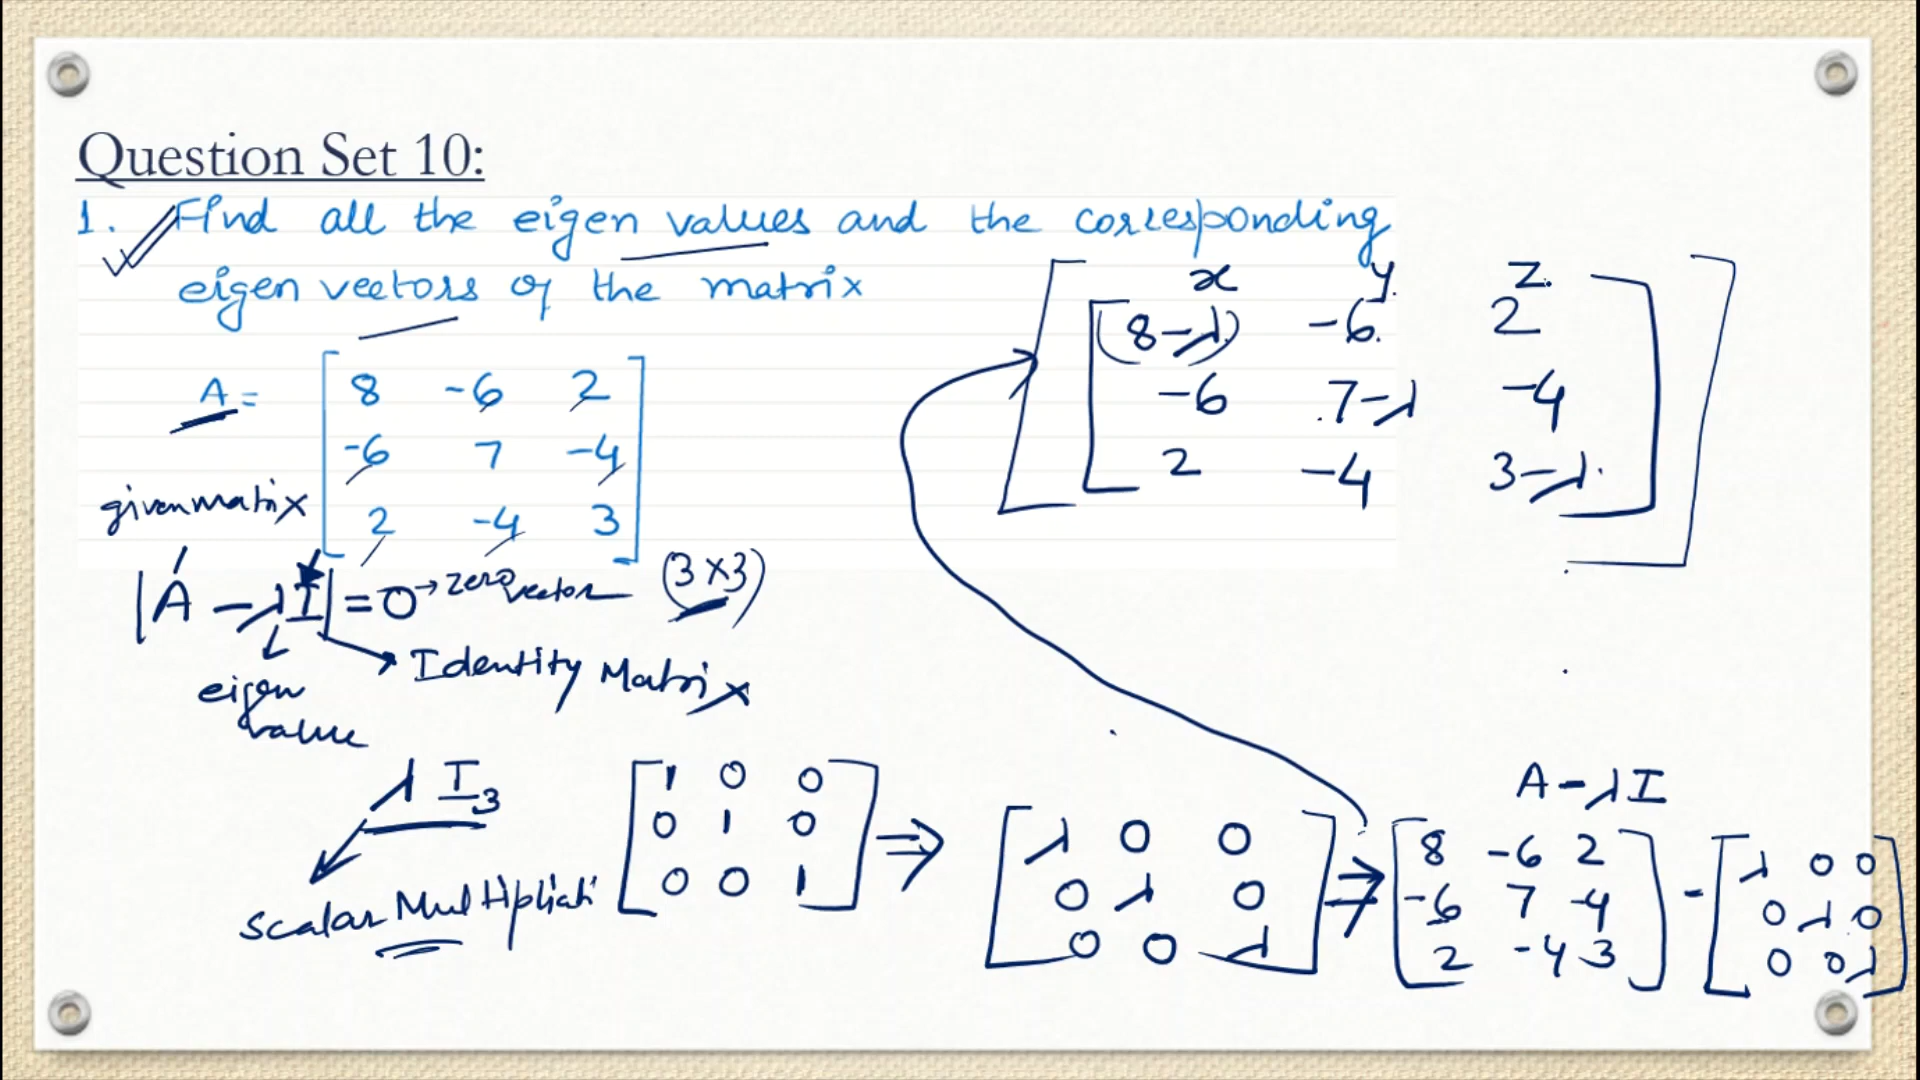 Question Set 10:
1. Find all the eigen values and the corresponding
eigen vectors of the matrix
A = [ 8 -6 2
-6 7 -4
2 -4 3 ]
given matrix
(3×3)
|A - λI| = 0 → zero vector
Identity Matrix
eigen
value
λ I₃
scalar Multipliati
[ 1 0 0
0 1 0
0 0 1 ]
⇒
[ λ 0 0
0 λ 0
0 0 λ ]
⇒
A - λI
[ 8 -6 2
-6 7 -4
2 -4 3 ]
-
[ λ 0 0
0 λ 0
0 0 λ ]
x y z
[ (8-λ) -6 2
-6 7-λ -4
2 -4 3-λ ]